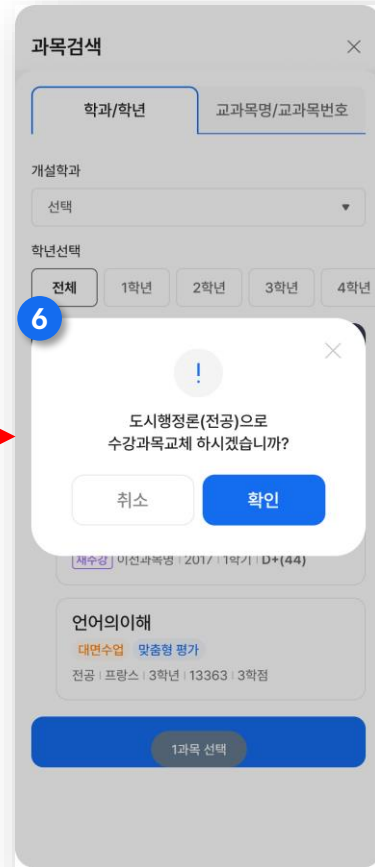 과목검색
학과/학년
교과목명/교과목번호
개설학과
선택
학년선택
전체
1학년
2학년
3학년
4학년
6
!
도시행정론(전공)으로
수강과목교체 하시겠습니까?
취소
확인
재수강 이전과목명 | 2017 | 1학기 | D+(44)
언어의이해
대면수업 맞춤형 평가
전공 | 프랑스 | 3학년 | 13363 | 3학점
1과목 선택